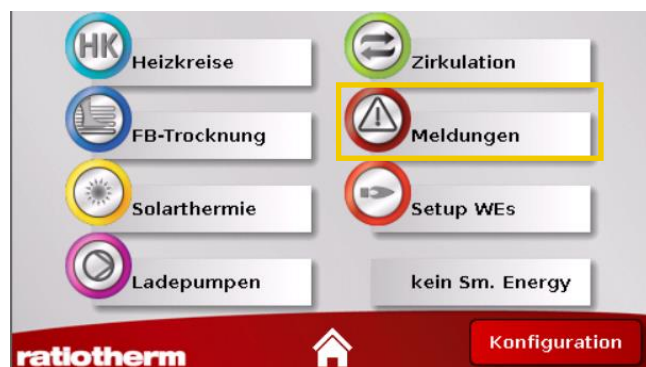 HK
Heizkreise
Zirkulation
FB-Trocknung
Meldungen
Solarthermie
Setup WEs
Ladepumpen
kein Sm. Energy
ratiotherm
Konfiguration